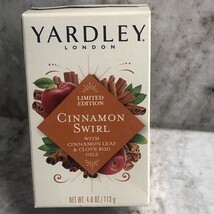 YARDLEY
LONDON
LIMITED
EDITION
CINNAMON
SWIRL
WITH
CINNAMON LEAF
& CLOVE BUD
OILS
NET WT. 4.0 OZ / 113 g